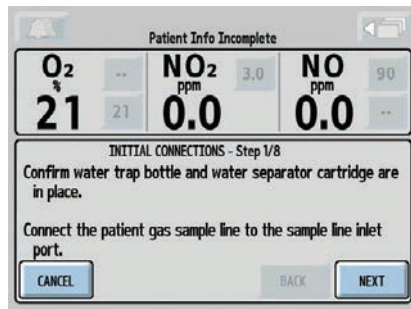 Patient Info Incomplete
O2 % -- NO2 ppm 3.0 NO ppm 90
21 21 0.0 0.0 --
INITIAL CONNECTIONS - Step 1/8
Confirm water trap bottle and water separator cartridge are
in place.
Connect the patient gas sample line to the sample line inlet
port.
CANCEL BACK NEXT